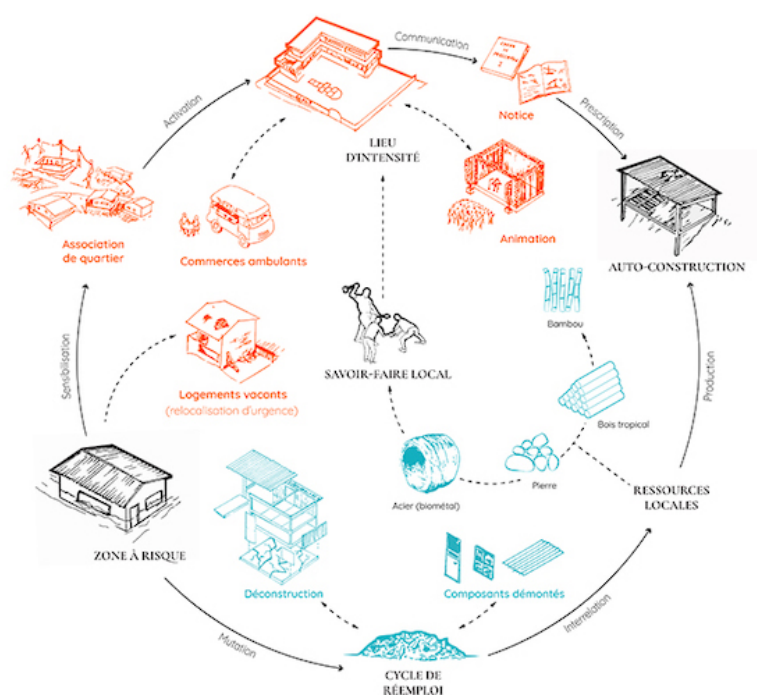 Communication
Activation
Notice
Prescription
LIEU
D'INTENSITÉ
Association
de quartier
Commerces ambulants
Animation
AUTO-CONSTRUCTION
Bambou
Sensibilisation
Logements vacants
(relocalisation d'urgence)
SAVOIR-FAIRE LOCAL
Bois tropical
Production
Acier (biométal)
Pierre
RESSOURCES
LOCALES
ZONE À RISQUE
Déconstruction
Composants démontés
Mutation
Interrelation
CYCLE DE
RÉEMPLOI